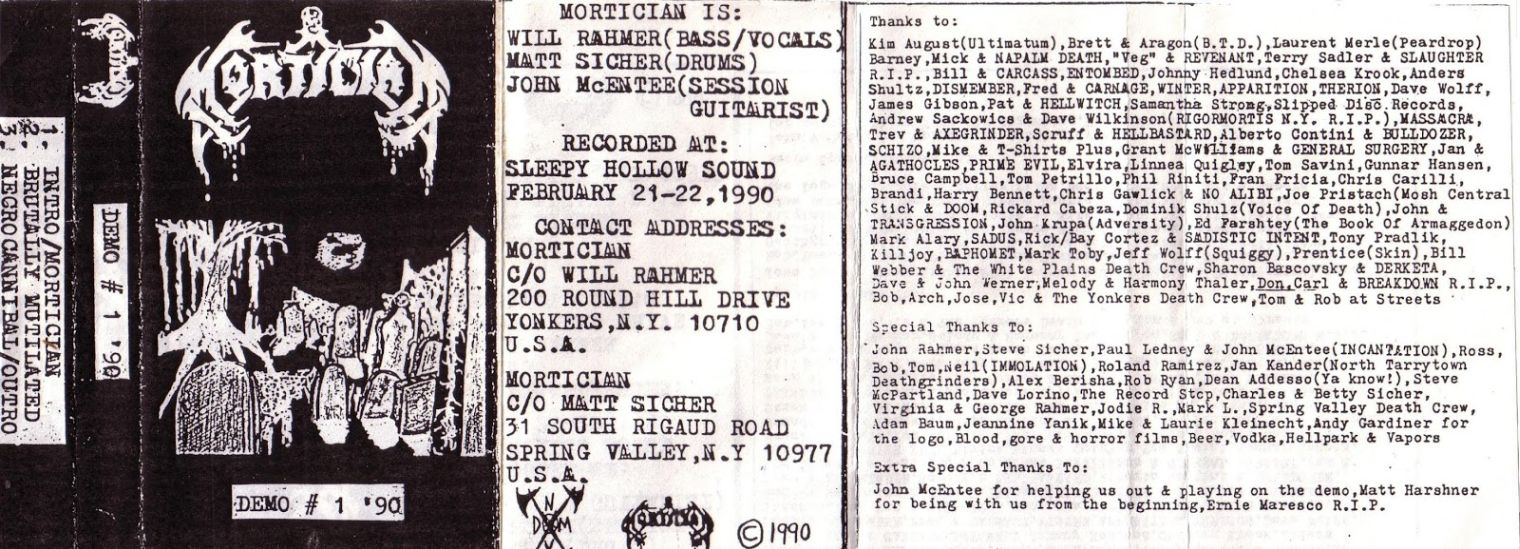 1. INTRO/MORTICIAN
2. BRUTALLY MUTILATED
3. NECROCANNIBAL/OUTRO
MORTICIAN
DEMO # 1 '90
MORTICIAN
DEMO # 1 '90
MORTICIAN IS:
WILL RAHMER(BASS/VOCALS)
MATT SICHER(DRUMS)
JOHN McENTEE(SESSION
GUITARIST)
RECORDED AT:
SLEEPY HOLLOW SOUND
FEBRUARY 21-22,1990
CONTACT ADDRESSES:
MORTICIAN
C/O WILL RAHMER
200 ROUND HILL DRIVE
YONKERS,N.Y. 10710
U.S.A.
MORTICIAN
C/O MATT SICHER
31 SOUTH RIGAUD ROAD
SPRING VALLEY,N.Y 10977
U.S.A.
N
DOOM
Y
MORTICIAN
©1990
Thanks to:
Kim August(Ultimatum),Brett & Aragon(B.T.D.),Laurent Merle(Peardrop)
Barney,Mick & NAPALM DEATH,"Veg" & REVENANT,Terry Sadler & SLAUGHTER
R.I.P.,Bill & CARCASS,ENTOMBED,Johnny Hedlund,Chelsea Krook,Anders
Shultz,DISMEMBER,Fred & CARNAGE,WINTER,APPARITION,THERION,Dave Wolff,
James Gibson,Pat & HELLWITCH,Samantha Strong,Slipped Disc Records,
Andrew Sackowics & Dave Wilkinson(RIGORMORTIS N.Y. R.I.P.),MASSACRA,
Trev & AXEGRINDER,Scruff & HELLBASTARD,Alberto Contini & BULLDOZER,
SCHIZO,Mike & T-Shirts Plus,Grant McWilliams & GENERAL SURGERY,Jan &
AGATHOCLES,PRIME EVIL,Elvira,Linnea Quigley,Tom Savini,Gunnar Hansen,
Bruce Campbell,Tom Petrillo,Phil Riniti,Fran Fricia,Chris Carilli,
Brandi,Harry Bennett,Chris Gawlick & NO ALIBI,Joe Pristach(Mosh Central
Stick & DOOM,Rickard Cabeza,Dominik Shulz(Voice Of Death),John &
TRANSGRESSION,John Krupa(Adversity),Ed Farshtey(The Book Of Armaggedon)
Mark Alary,SADUS,Rick/Bay Cortez & SADISTIC INTENT,Tony Pradlik,
Killjoy,BAPHOMET,Mark Toby,Jeff Wolff(Squiggy),Prentice(Skin),Bill
Webber & The White Plains Death Crew,Sharon Bascovsky & DERKETA,
Dave & John Werner,Melody & Harmony Thaler,Don,Carl & BREAKDOWN R.I.P.,
Bob,Arch,Jose,Vic & The Yonkers Death Crew,Tom & Rob at Streets
Special Thanks To:
John Rahmer,Steve Sicher,Paul Ledney & John McEntee(INCANTATION),Ross,
Bob,Tom,Neil(IMMOLATION),Roland Ramirez,Jan Kander(North Tarrytown
Deathgrinders),Alex Berisha,Rob Ryan,Dean Addesso(Ya know!),Steve
McPartland,Dave Lorino,The Record Stop,Charles & Betty Sicher,
Virginia & George Rahmer,Jodie R.,Mark L.,Spring Valley Death Crew,
Adam Baum,Jeannine Yanik,Mike & Laurie Kleinecht,Andy Gardiner for
the logo,Blood,gore & horror films,Beer,Vodka,Hellpark & Vapors
Extra Special Thanks To:
John McEntee for helping us out & playing on the demo,Matt Harshner
for being with us from the beginning,Ernie Maresco R.I.P.